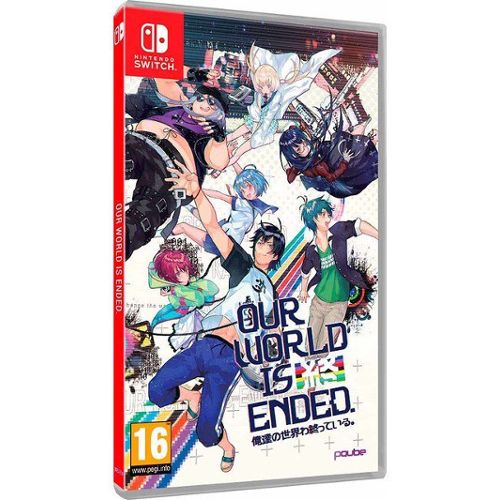 NINTENDO
SWITCH™
OUR WORLD IS ENDED.
OUR
WORLD
IS 終
ENDED.
俺達の世界わ終っている。
16
www.pegi.info
pqube